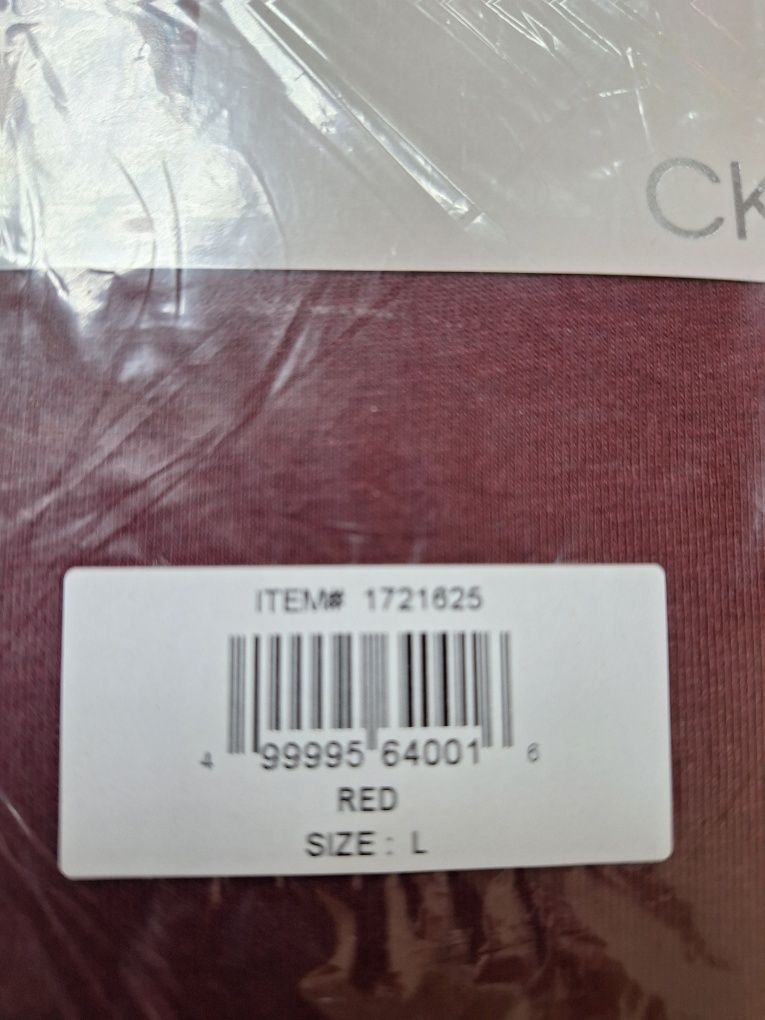 CK
ITEM# 1721625
4 99995 64001 6
RED
SIZE : L